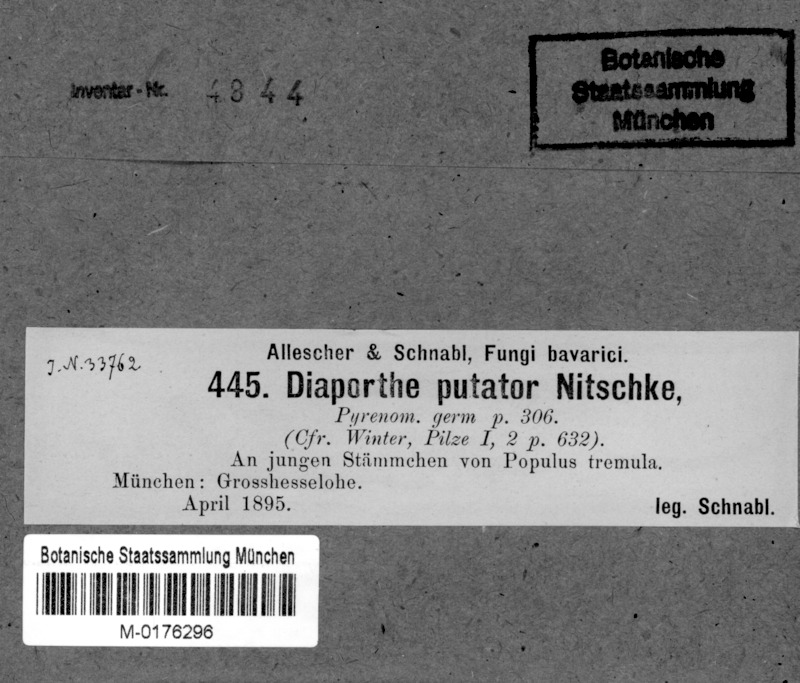 Inventar-Nr. 4844
Botanische
Staatssammlung
München
J.N. 33762
Allescher & Schnabl, Fungi bavarici.
445. Diaporthe putator Nitschke,
Pyrenom. germ p. 306.
(Cfr. Winter, Pilze I, 2 p. 632).
An jungen Stämmchen von Populus tremula.
München: Grosshesselohe.
April 1895.
leg. Schnabl.
Botanische Staatssammlung München
M-0176296